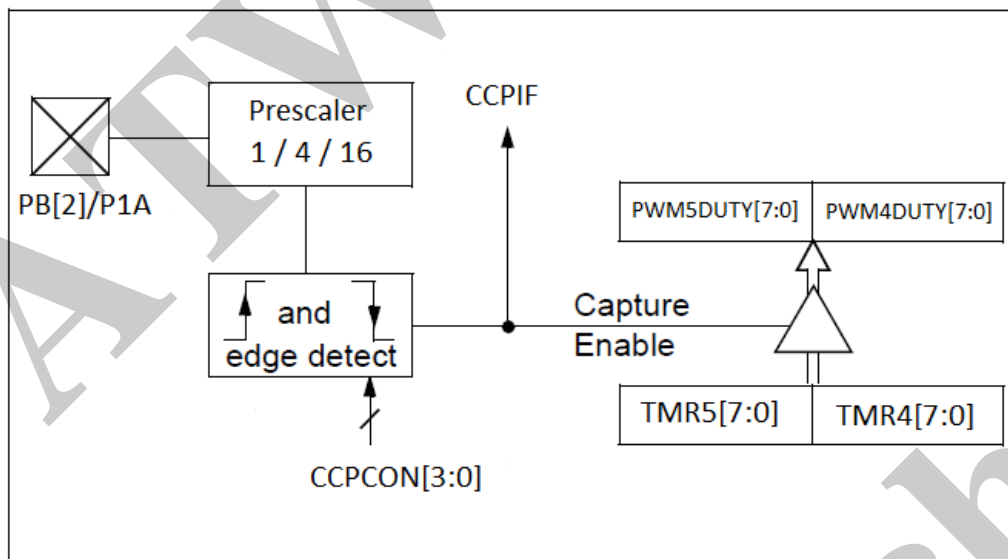 Prescaler
1 / 4 / 16
CCPIF
PB[2]/P1A
PWM5DUTY[7:0]
PWM4DUTY[7:0]
and
edge detect
Capture
Enable
TMR5[7:0]
TMR4[7:0]
CCPCON[3:0]
ATW